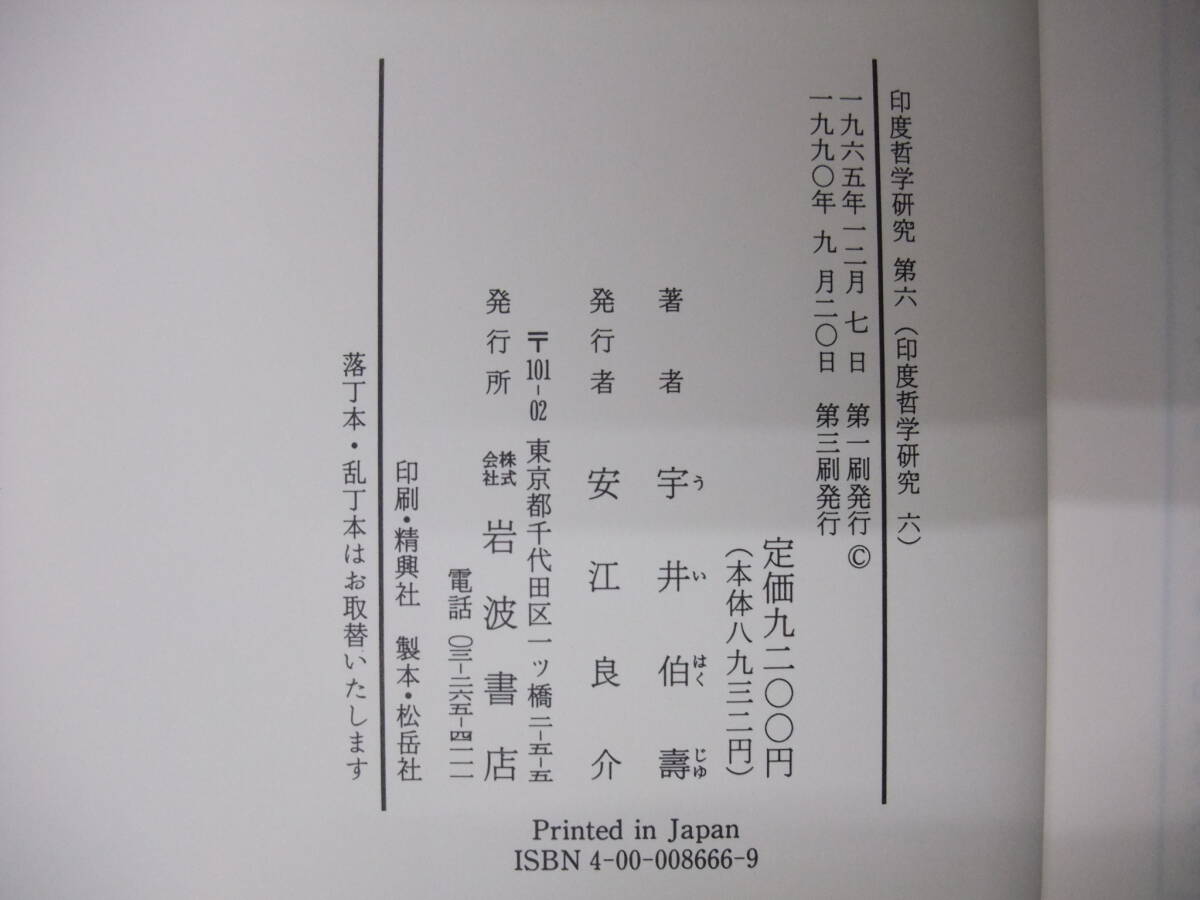 印度哲学研究 第六 (印度哲学研究 六)
一九六五年一二月 七 日 第一刷発行 ©
一九九〇年 九 月二〇日 第三刷発行
定価九二〇〇円
(本体八九三二円)
著者 宇井伯壽
うい はくじゆ
発行者 安江良介
〒101-02 東京都千代田区一ッ橋二-五-五
発行所 株式会社 岩波書店
電話 〇三-二六五-四一一一
印刷・精興社 製本・松岳社
落丁本・乱丁本はお取替いたします
Printed in Japan
ISBN 4-00-008666-9